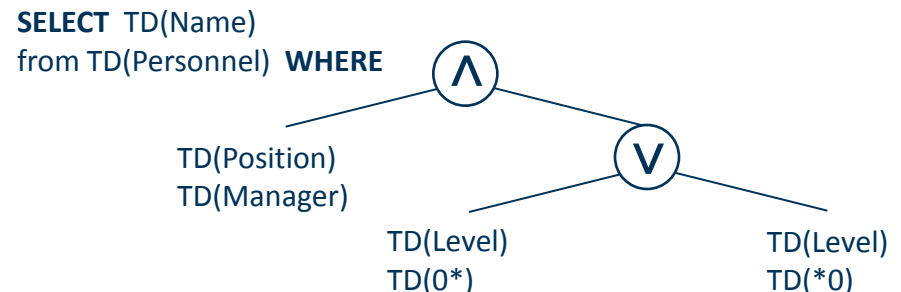 SELECT TD(Name)
from TD(Personnel) WHERE
Λ
TD(Position)
TD(Manager)
V
TD(Level)
TD(0*)
TD(Level)
TD(*0)